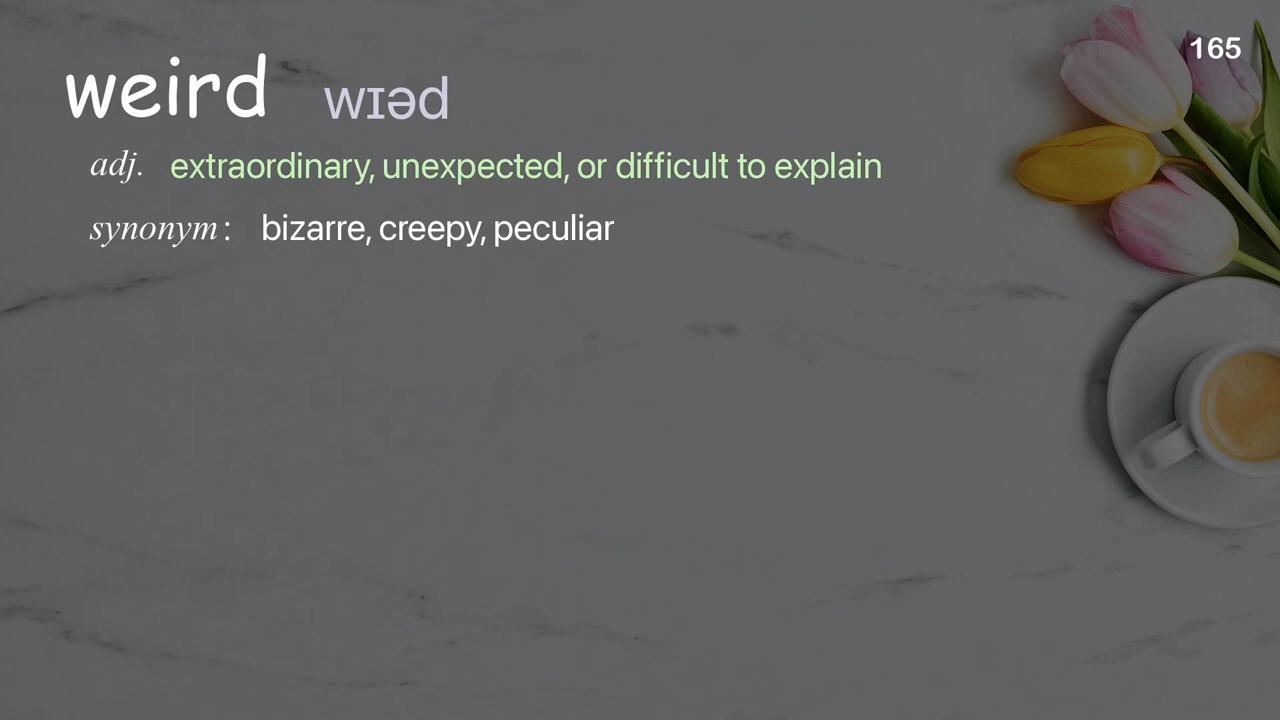 165
weird wɪəd
adj. extraordinary, unexpected, or difficult to explain
synonym: bizarre, creepy, peculiar